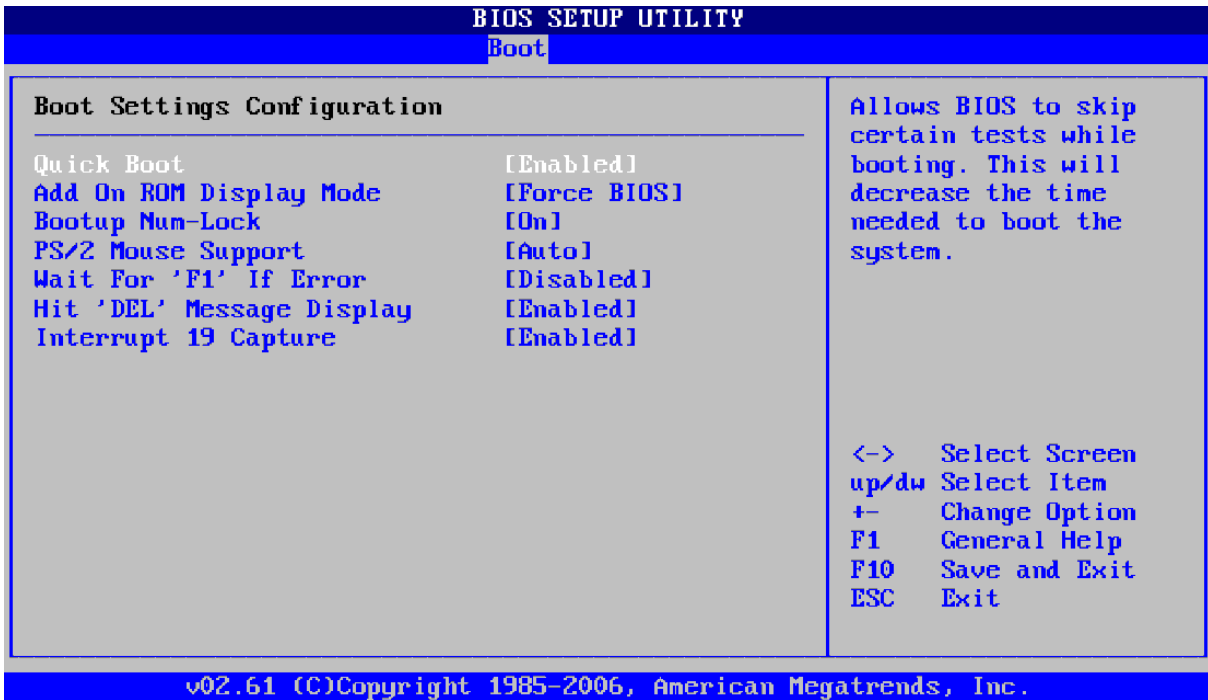 BIOS SETUP UTILITY
Boot
Boot Settings Configuration
Quick Boot [Enabled]
Add On ROM Display Mode [Force BIOS]
Bootup Num-Lock [On]
PS/2 Mouse Support [Auto]
Wait For 'F1' If Error [Disabled]
Hit 'DEL' Message Display [Enabled]
Interrupt 19 Capture [Enabled]
Allows BIOS to skip
certain tests while
booting. This will
decrease the time
needed to boot the
system.
<-> Select Screen
up/dw Select Item
+- Change Option
F1 General Help
F10 Save and Exit
ESC Exit
v02.61 (C)Copyright 1985-2006, American Megatrends, Inc.